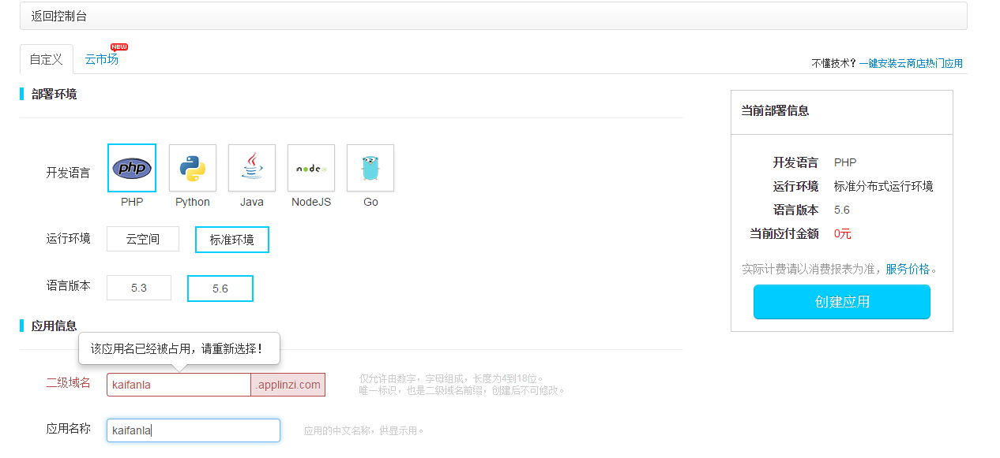 返回控制台
自定义 云市场 NEW
不懂技术？一键安装云商店热门应用
部署环境
开发语言
php
node
PHP Python Java NodeJS Go
运行环境 云空间 标准环境
语言版本 5.3 5.6
应用信息
该应用名已经被占用，请重新选择！
二级域名 kaifanla .applinzi.com
仅允许由数字，字母组成，长度为4到18位。
唯一标识，也是二级域名前缀，创建后不可修改。
应用名称 kaifanla 应用的中文名称，供显示用。
当前部署信息
开发语言 PHP
运行环境 标准分布式运行环境
语言版本 5.6
当前应付金额 0元
实际计费请以消费报表为准，服务价格。
创建应用